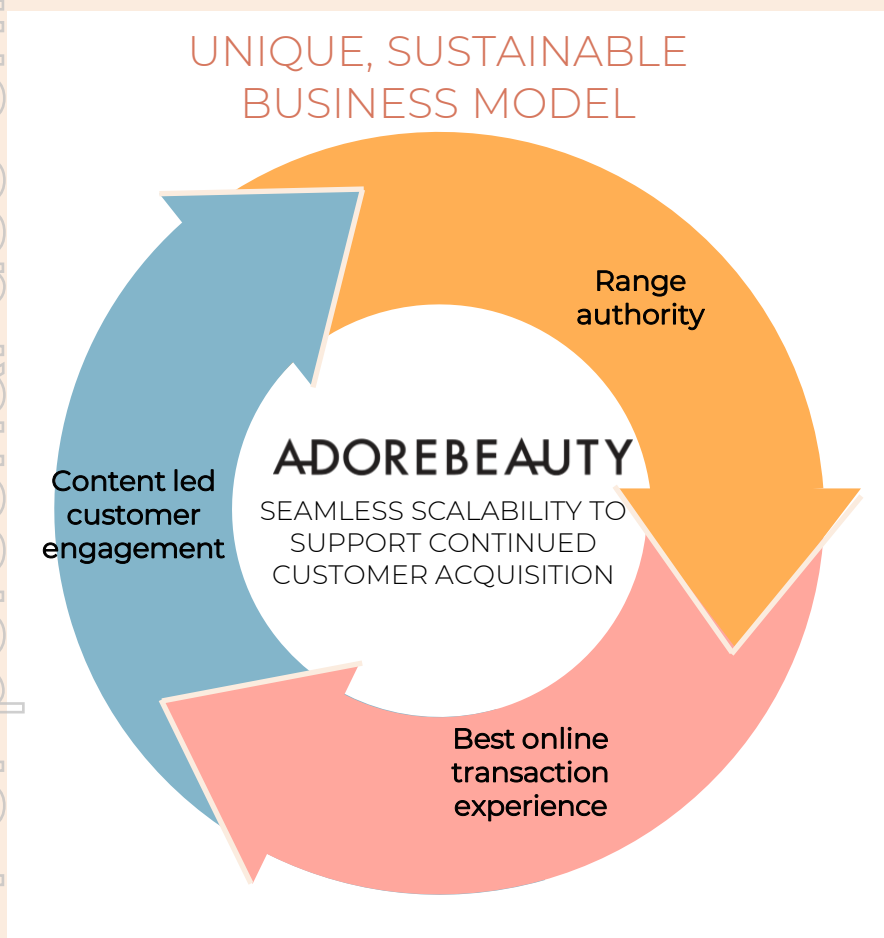 UNIQUE, SUSTAINABLE
BUSINESS MODEL
Range
authority
ADOREBEAUTY
SEAMLESS SCALABILITY TO
SUPPORT CONTINUED
CUSTOMER ACQUISITION
Content led
customer
engagement
Best online
transaction
experience